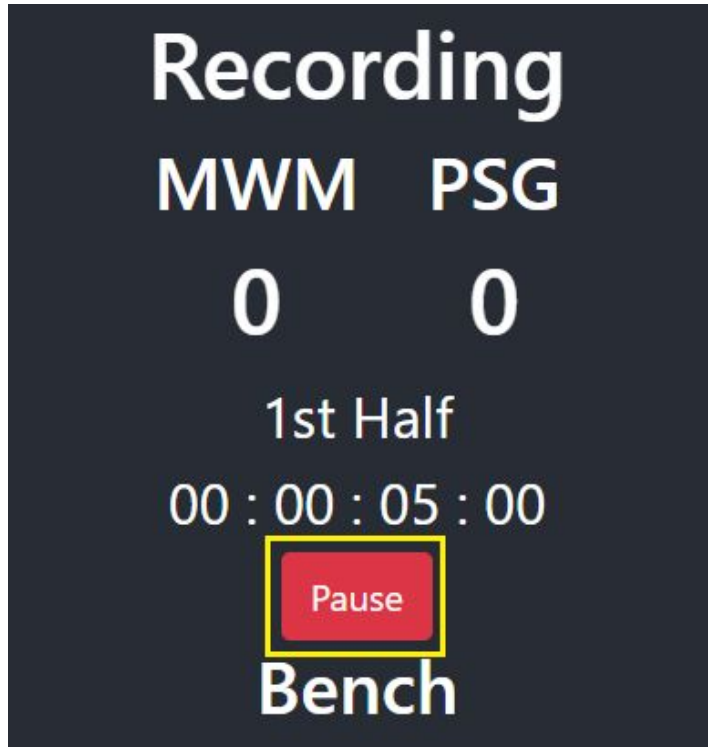 Recording
MWM PSG
0 0
1st Half
00 : 00 : 05 : 00
Pause
Bench